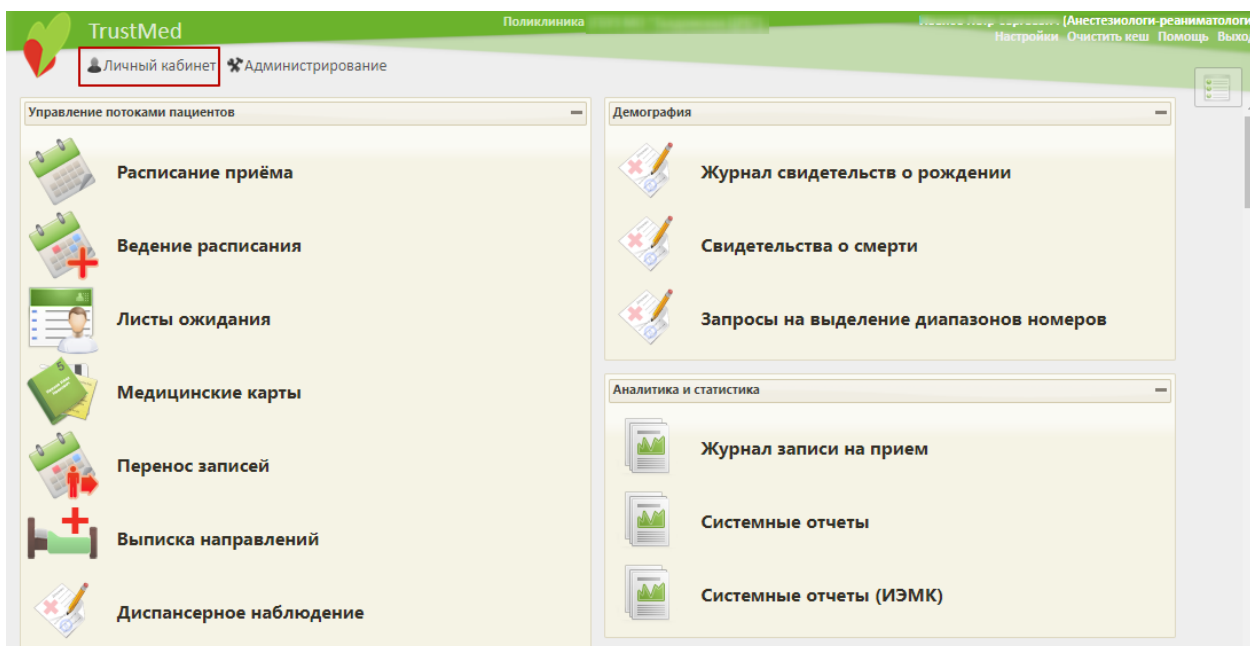 TrustMed
Поликлиника
(Анестезиологи-реаниматологи
Настройки Очистить кеш Помощь Выход
Личный кабинет Администрирование
Управление потоками пациентов
Расписание приёма
Ведение расписания
Листы ожидания
Медицинские карты
Перенос записей
Выписка направлений
Диспансерное наблюдение
Демография
Журнал свидетельств о рождении
Свидетельства о смерти
Запросы на выделение диапазонов номеров
Аналитика и статистика
Журнал записи на прием
Системные отчеты
Системные отчеты (ИЭМК)